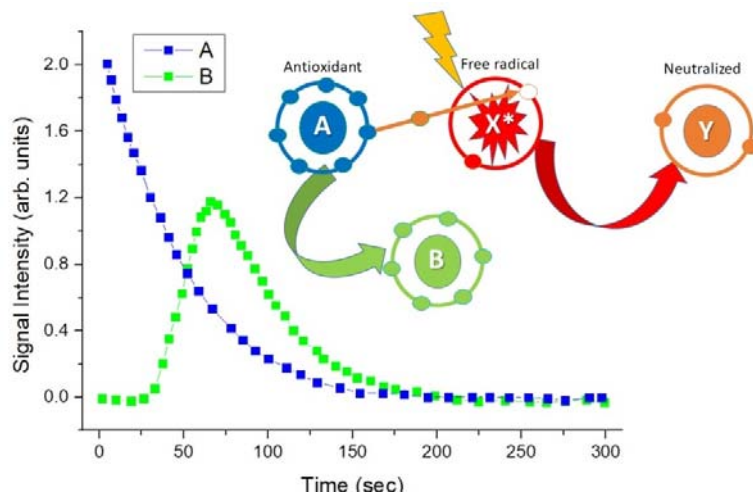 A
B
Antioxidant
Free radical
Neutralized
A
X*
Y
B
Signal Intensity (arb. units)
2.0
1.6
1.2
0.8
0.4
0.0
0
50
100
150
200
250
300
Time (sec)